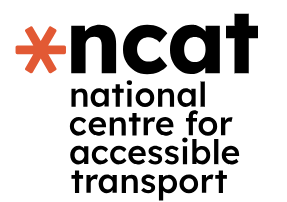 *ncat
national
centre for
accessible
transport